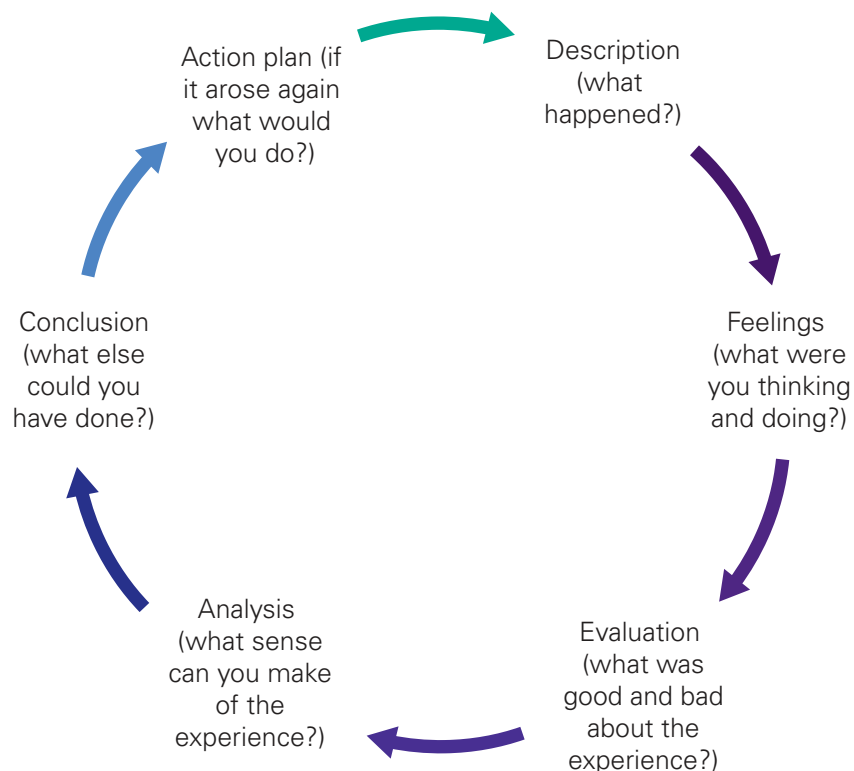 Action plan (if
it arose again
what would
you do?)
Description
(what
happened?)
Feelings
(what were
you thinking
and doing?)
Evaluation
(what was
good and bad
about the
experience?)
Analysis
(what sense
can you make
of the
experience?)
Conclusion
(what else
could you
have done?)